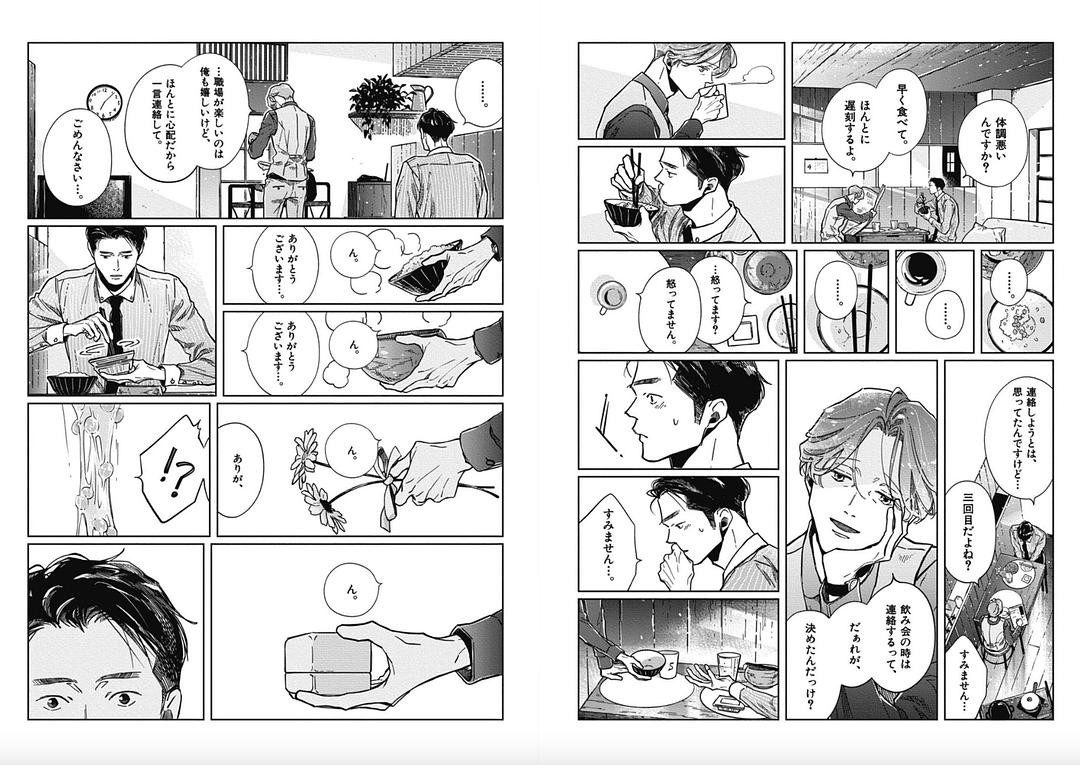 体調悪い
んですか?
早く食べて。
ほんとに
遅刻するよ。
……。
……。
……。
…怒ってます?
怒ってません。
連絡しようとは、
思ってたんですけど…
三回目だよね?
すみません…
飲み会の時は
連絡するって、
だぁれが、
決めたんだっけ?
すみません…。
……。
…職場が楽しいのは
俺も嬉しいけど、
ほんとに心配だから
一言連絡して。
ごめんなさい…。
ん。
ありがとう
ございます…。
ん。
ありがとう
ございます…。
ん。
ありが、
!?
ん。